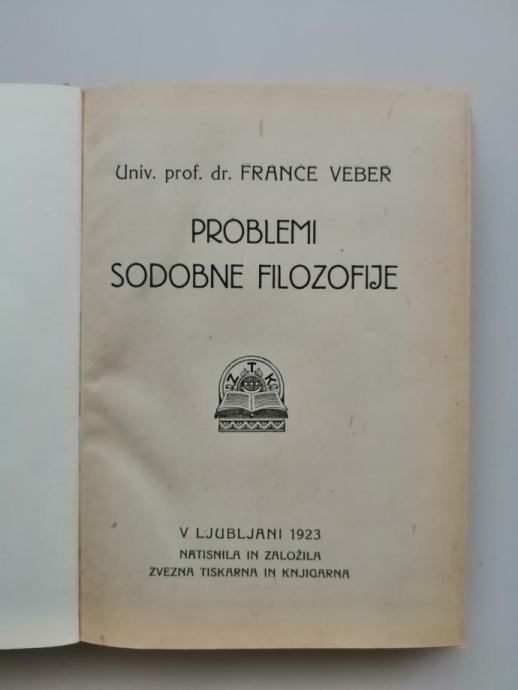 Univ. prof. dr. FRANCE VEBER
PROBLEMI
SODOBNE FILOZOFIJE
Z T K
V LJUBLJANI 1923
NATISNILA IN ZALOŽILA
ZVEZNA TISKARNA IN KNJIGARNA